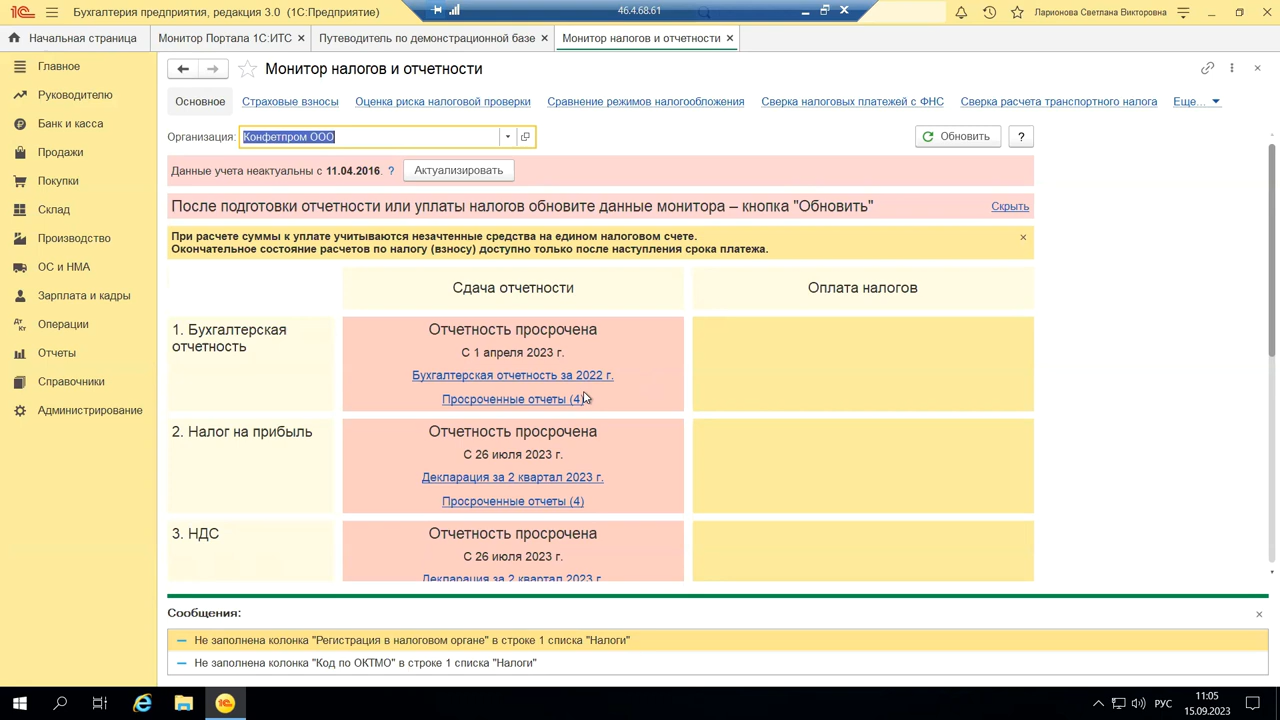 Бухгалтерия предприятия, редакция 3.0 (1С:Предприятие)
46.4.68.61
Ларионова Светлана Викторовна
Начальная страница
Монитор Портала 1С:ИТС
Путеводитель по демонстрационной базе
Монитор налогов и отчетности
Главное
Руководителю
Банк и касса
Продажи
Покупки
Склад
Производство
ОС и НМА
Зарплата и кадры
Операции
Отчеты
Справочники
Администрирование
Монитор налогов и отчетности
Основное
Страховые взносы
Оценка риска налоговой проверки
Сравнение режимов налогообложения
Сверка налоговых платежей с ФНС
Сверка расчета транспортного налога
Еще...
Организация: Конфетпром ООО
Обновить
?
Данные учета неактуальны с 11.04.2016. ?
Актуализировать
После подготовки отчетности или уплаты налогов обновите данные монитора – кнопка "Обновить"
Скрыть
При расчете суммы к уплате учитываются незачтенные средства на едином налоговом счете.
Окончательное состояние расчетов по налогу (взносу) доступно только после наступления срока платежа.
Сдача отчетности
Оплата налогов
1. Бухгалтерская
отчетность
Отчетность просрочена
С 1 апреля 2023 г.
Бухгалтерская отчетность за 2022 г.
Просроченные отчеты (4)
2. Налог на прибыль
Отчетность просрочена
С 26 июля 2023 г.
Декларация за 2 квартал 2023 г.
Просроченные отчеты (4)
3. НДС
Отчетность просрочена
С 26 июля 2023 г.
Декларация за 2 квартал 2023 г.
Сообщения:
Не заполнена колонка "Регистрация в налоговом органе" в строке 1 списка "Налоги"
Не заполнена колонка "Код по ОКТМО" в строке 1 списка "Налоги"
РУС
11:05
15.09.2023